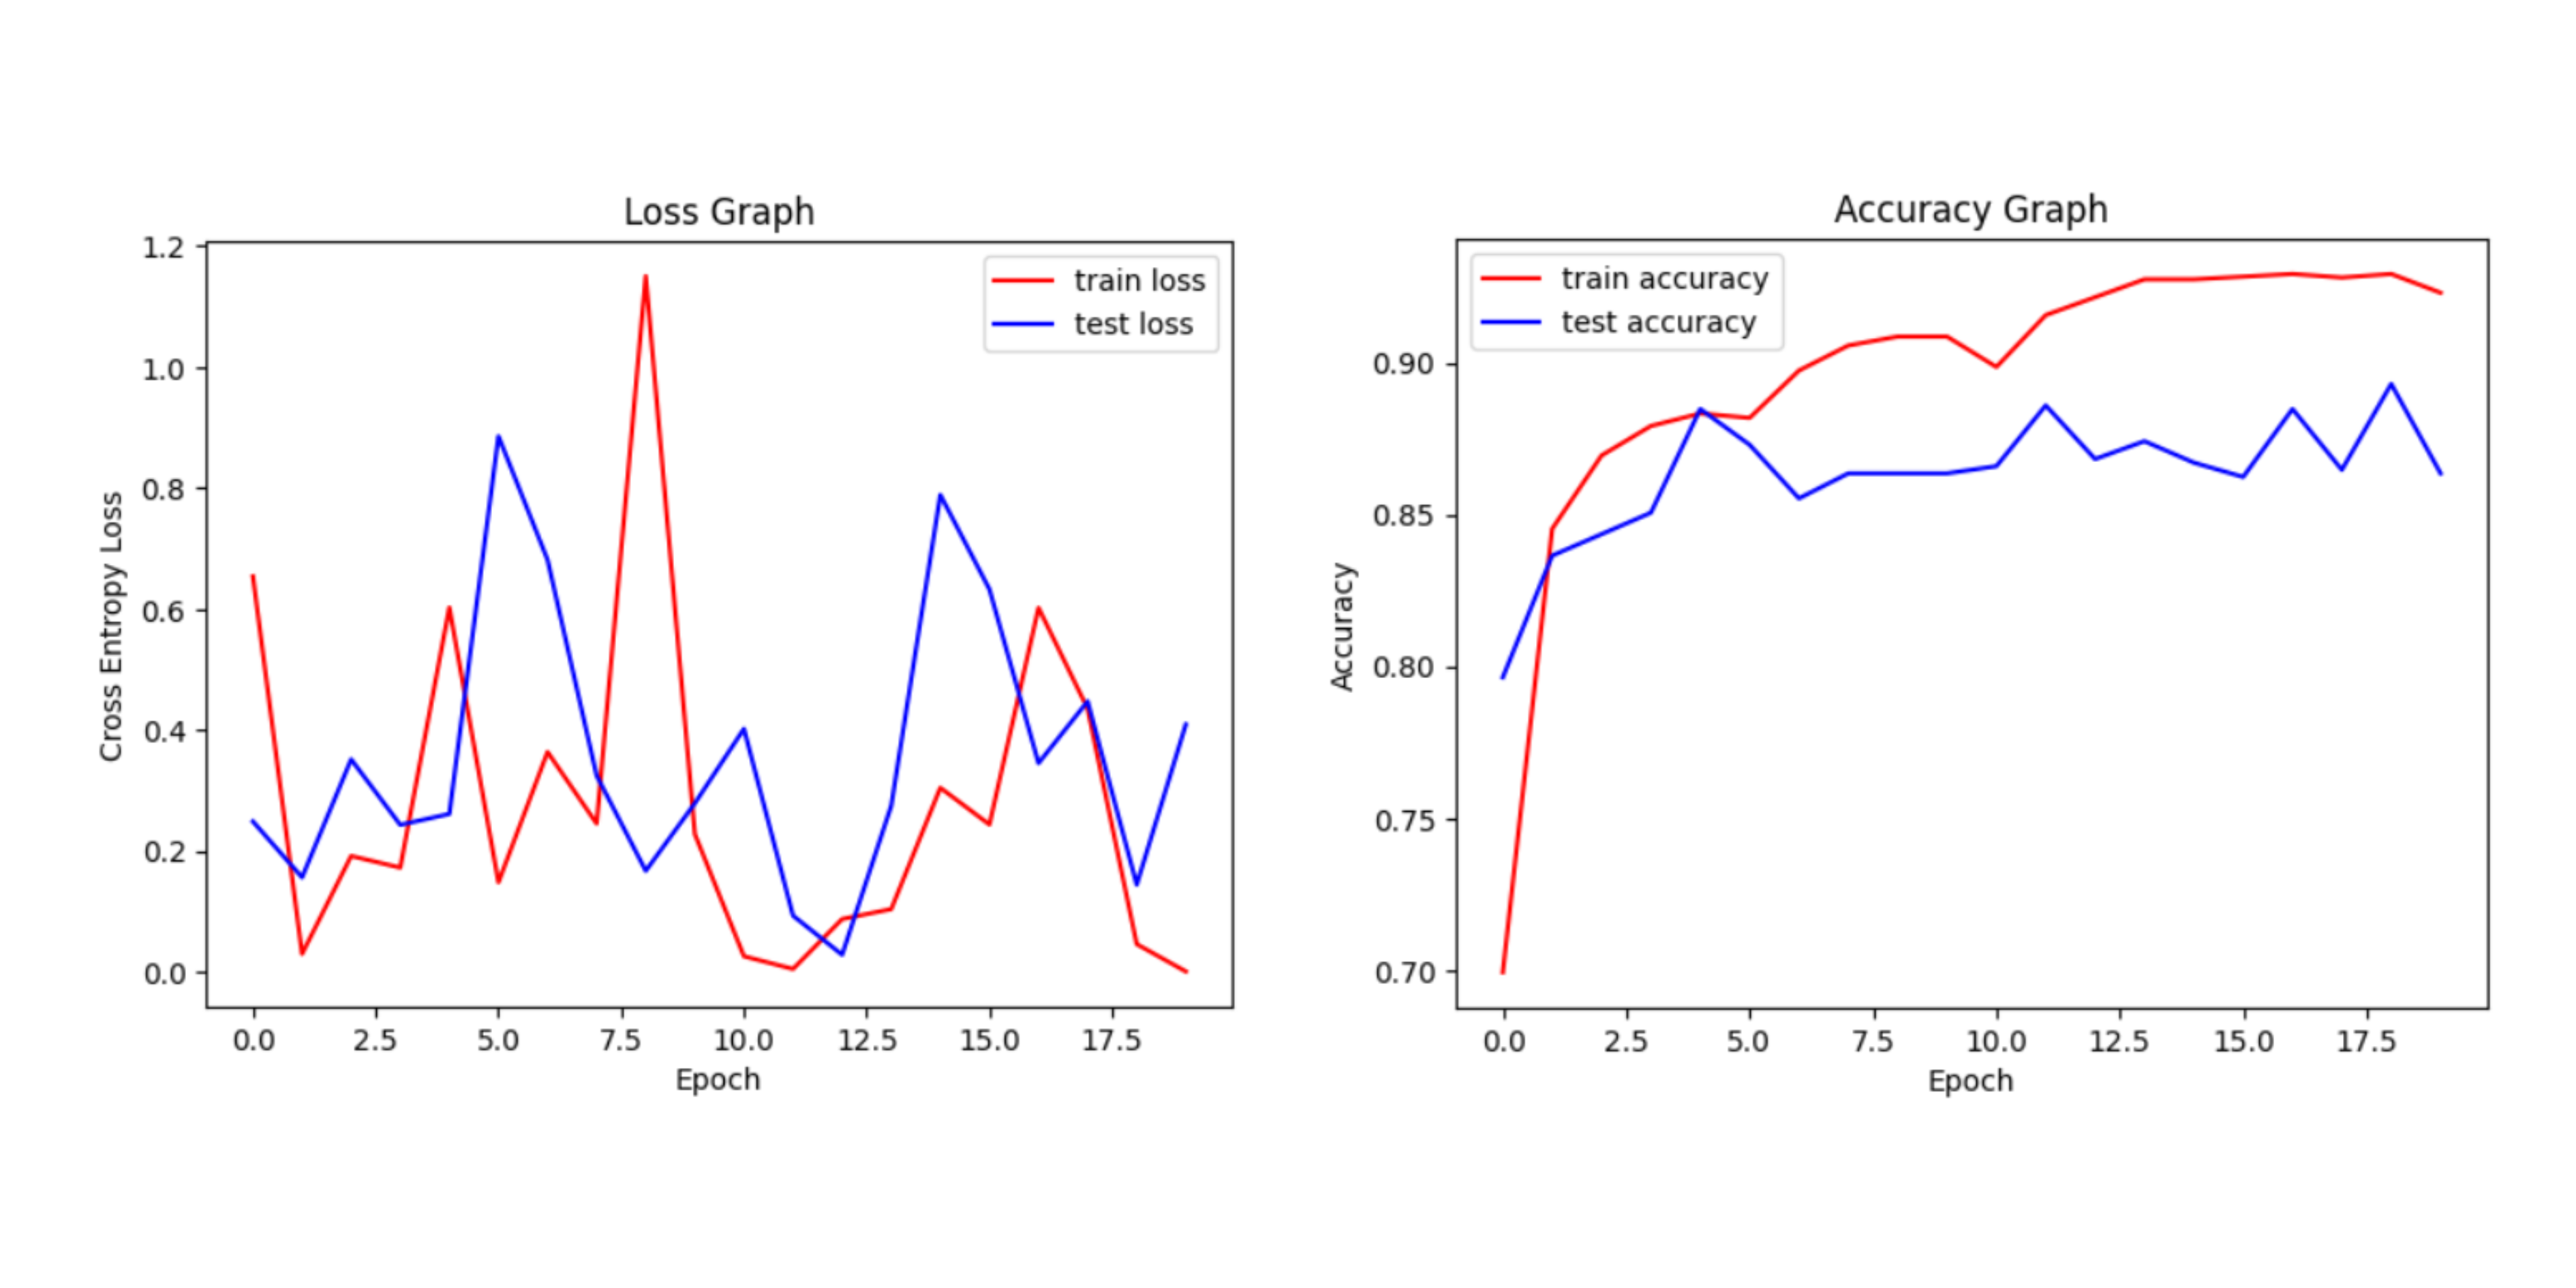 Loss Graph
1.2
1.0
0.8
0.6
0.4
0.2
0.0
Cross Entropy Loss
train loss
test loss
0.0 2.5 5.0 7.5 10.0 12.5 15.0 17.5
Epoch
Accuracy Graph
0.90
0.85
0.80
0.75
0.70
Accuracy
train accuracy
test accuracy
0.0 2.5 5.0 7.5 10.0 12.5 15.0 17.5
Epoch